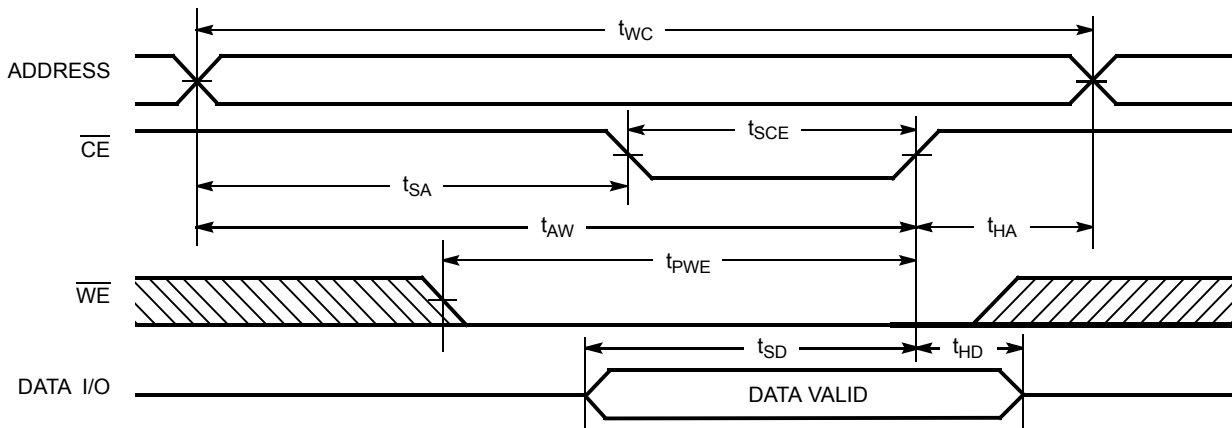 tWC
ADDRESS
CE
tSCE
tSA
tAW
tHA
tPWE
WE
tSD
tHD
DATA I/O
DATA VALID